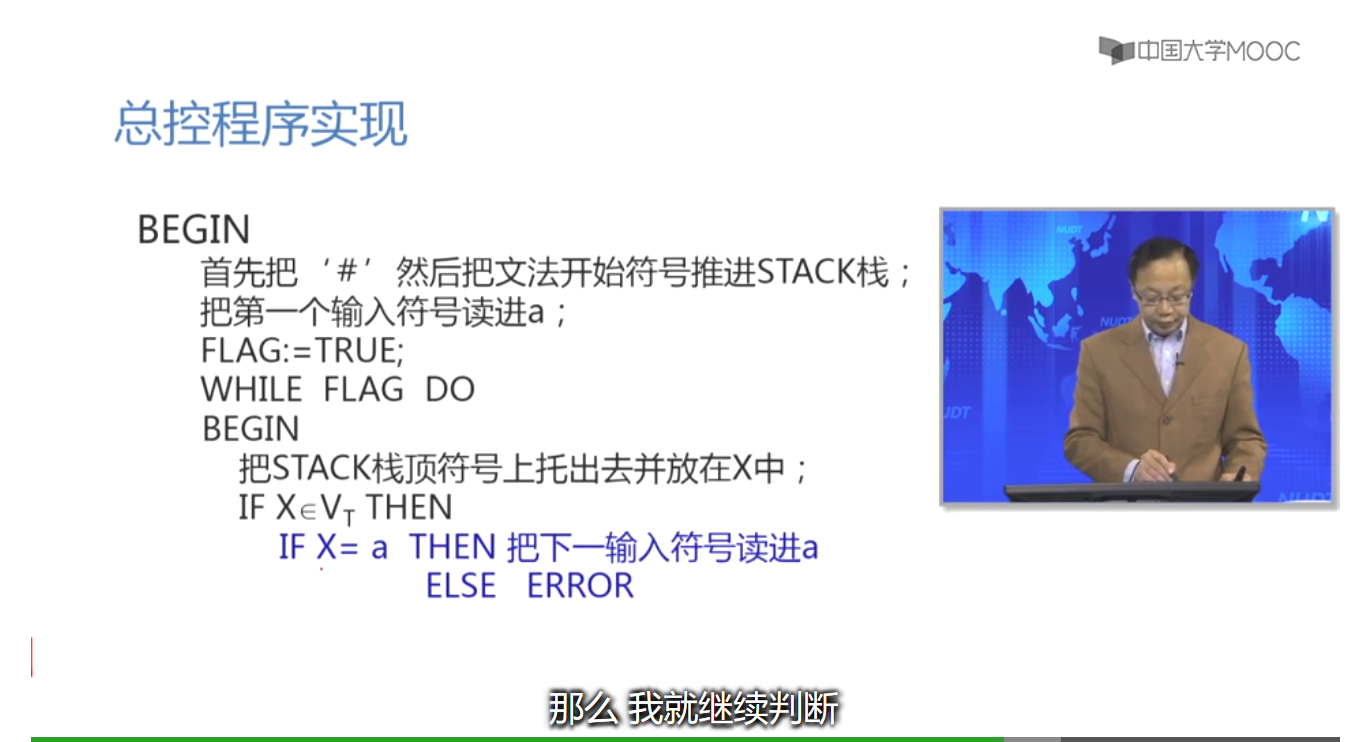 中国大学MOOC
总控程序实现
BEGIN
首先把‘#’然后把文法开始符号推进STACK栈；
把第一个输入符号读进a；
FLAG:=TRUE;
WHILE FLAG DO
BEGIN
把STACK栈顶符号上托出去并放在X中；
IF X∈VT THEN
IF X= a THEN 把下一输入符号读进a
ELSE ERROR
NUDT
NUDT
NUDT
那么 我就继续判断